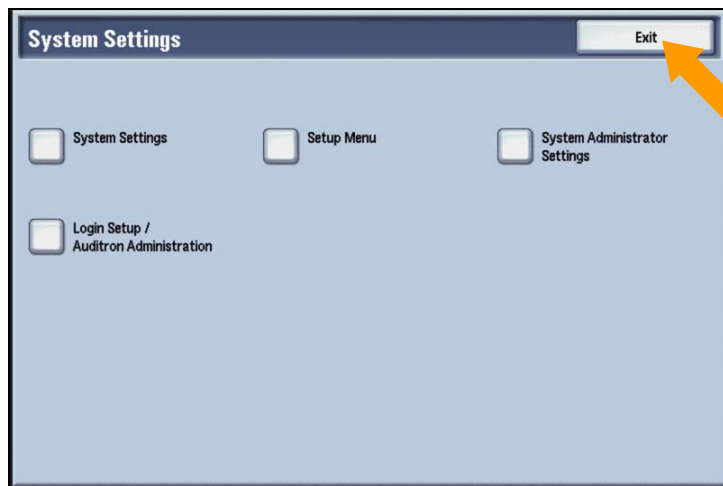 System Settings
Exit
System Settings
Setup Menu
System Administrator
Settings
Login Setup /
Auditron Administration